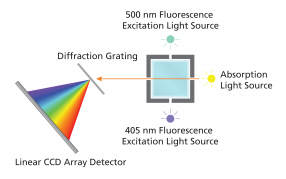 500 nm Fluorescence
Excitation Light Source
Diffraction Grating
Absorption
Light Source
405 nm Fluorescence
Excitation Light Source
Linear CCD Array Detector